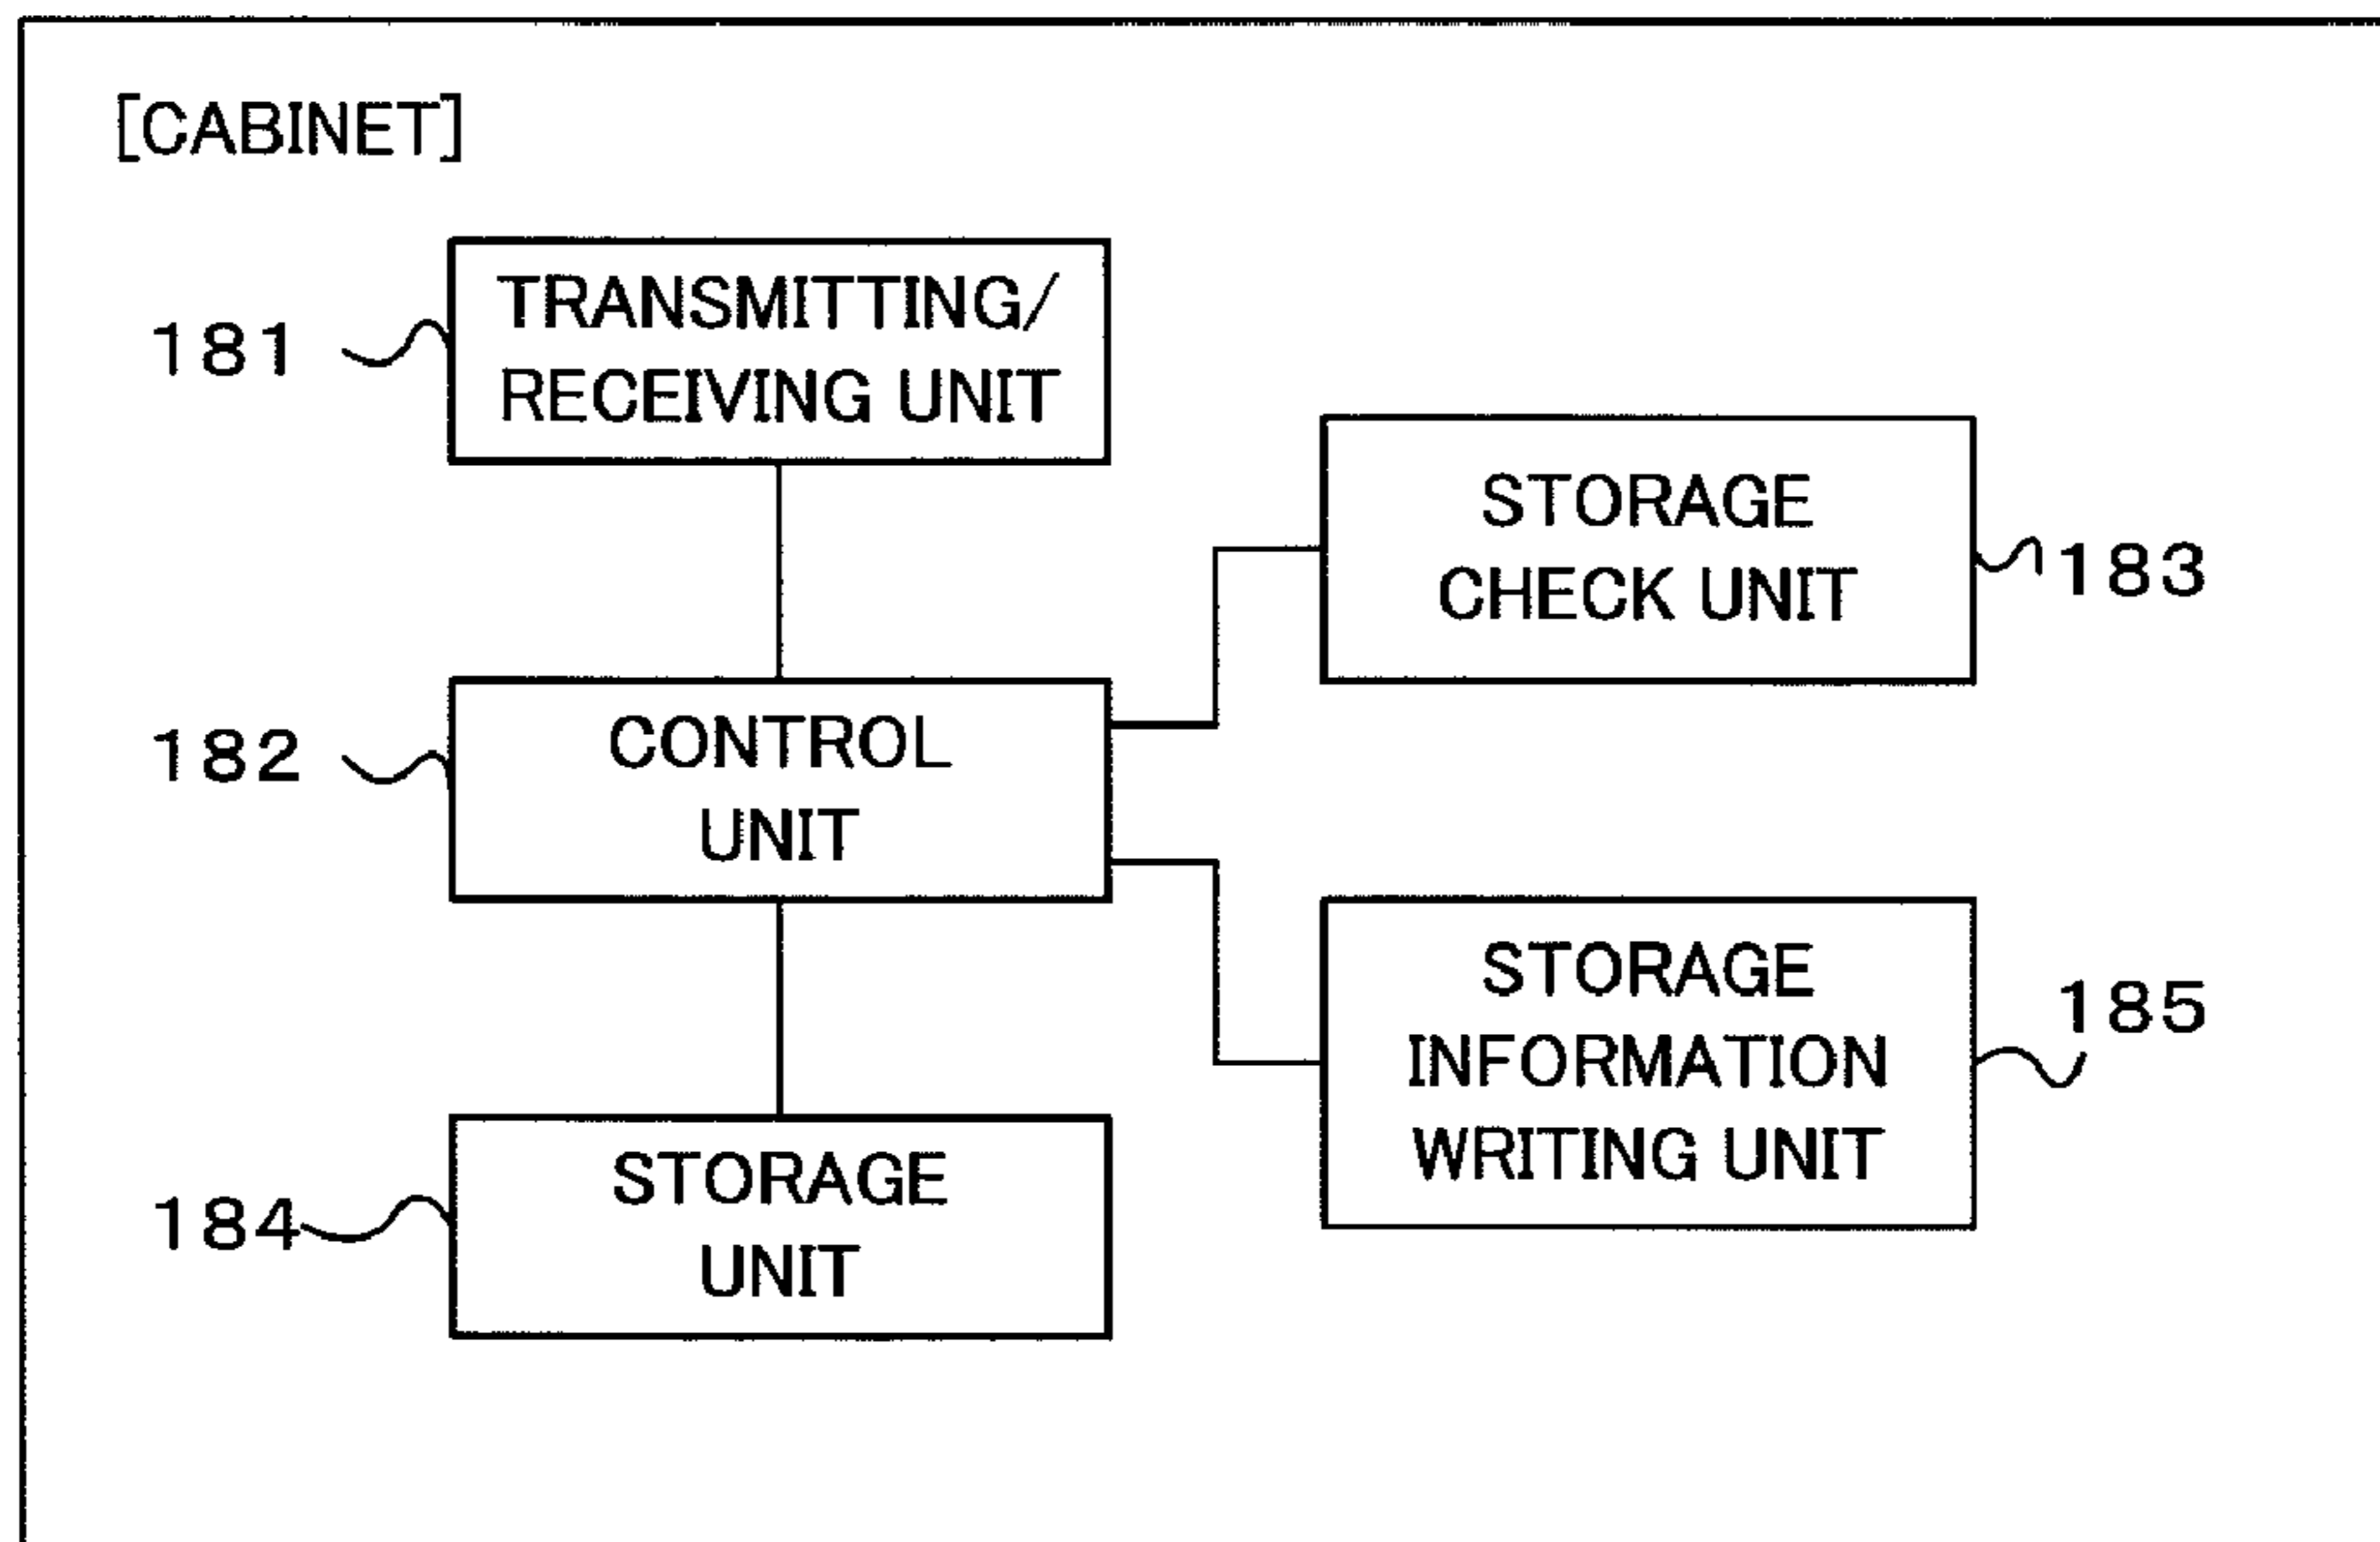 [CABINET]
181
TRANSMITTING/
RECEIVING UNIT
STORAGE
CHECK UNIT
183
182
CONTROL
UNIT
STORAGE
INFORMATION
WRITING UNIT
185
184
STORAGE
UNIT